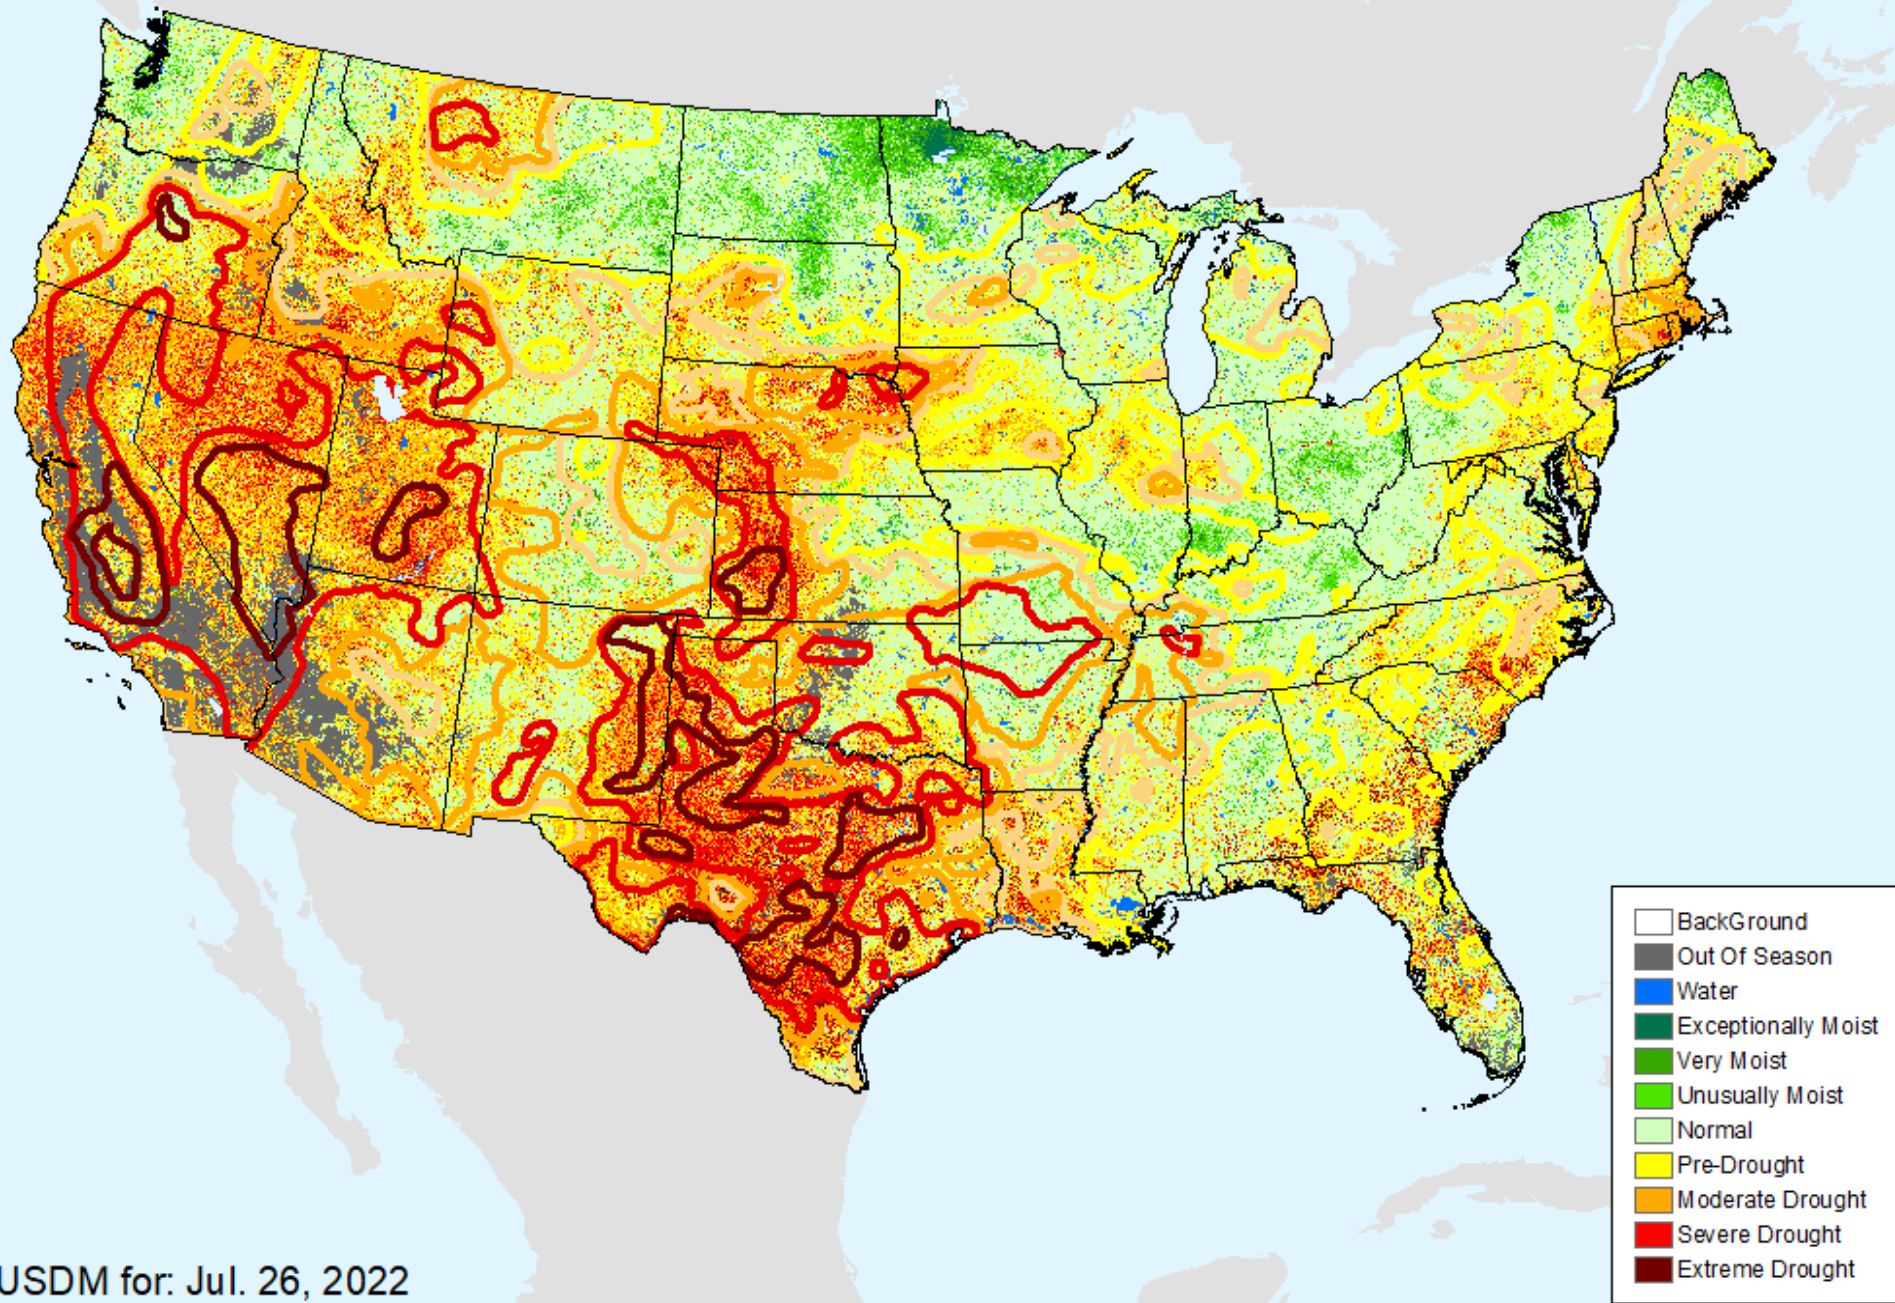 BackGround
Out Of Season
Water
Exceptionally Moist
Very Moist
Unusually Moist
Normal
Pre-Drought
Moderate Drought
Severe Drought
Extreme Drought
USDM for: Jul. 26, 2022